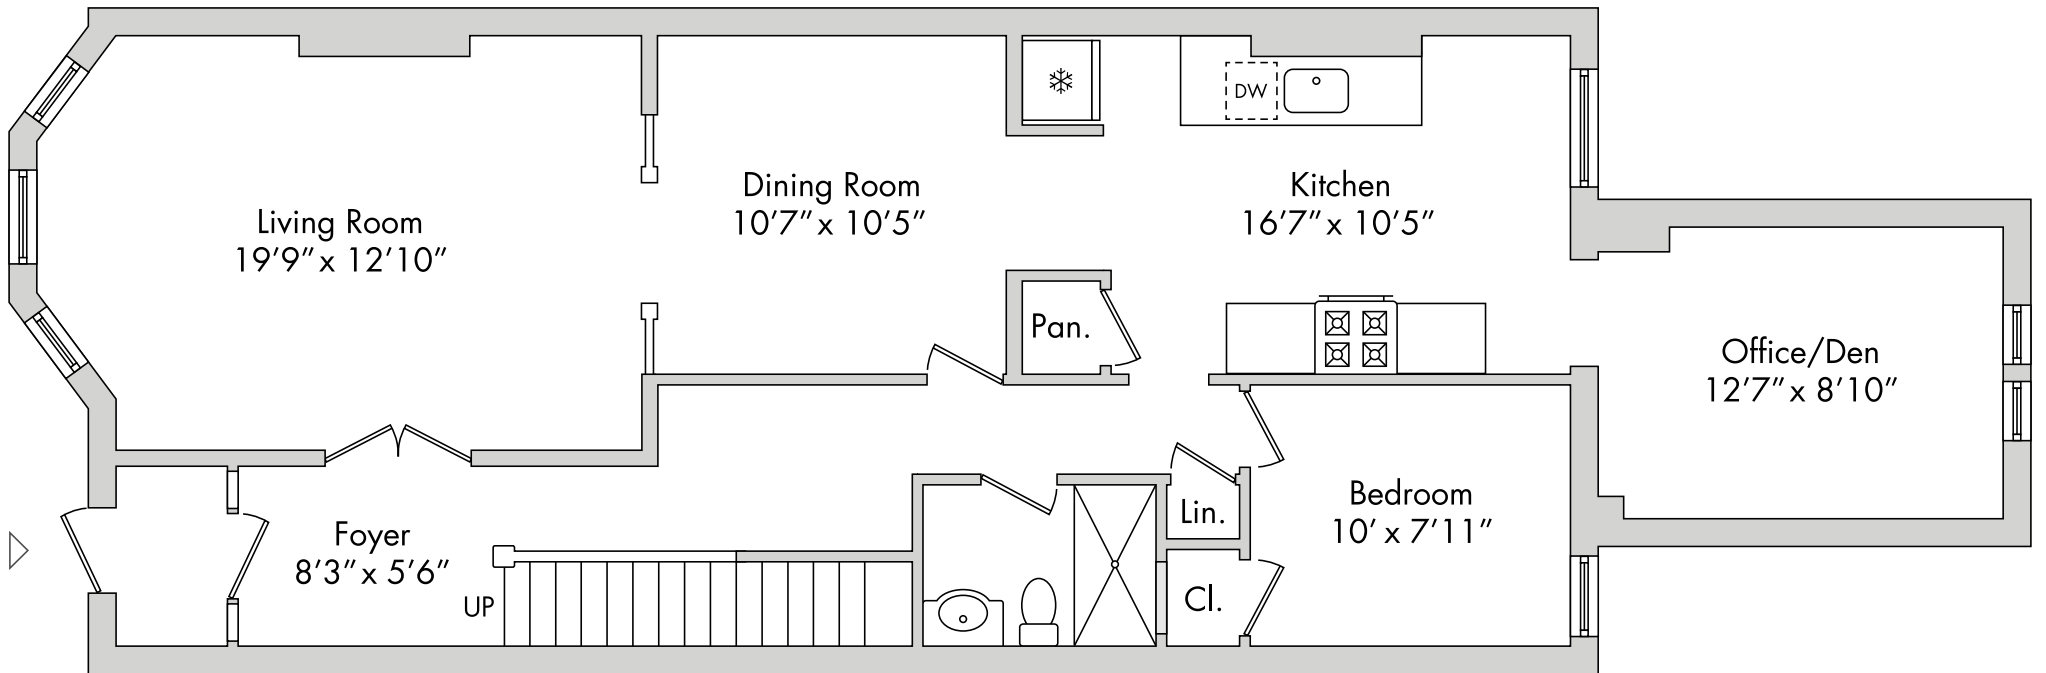 DW
Living Room
19’9” x 12’10”
Dining Room
10’7” x 10’5”
Kitchen
16’7” x 10’5”
Pan.
Office/Den
12’7” x 8’10”
Foyer
8’3” x 5’6”
UP
Lin.
Cl.
Bedroom
10’ x 7’11”